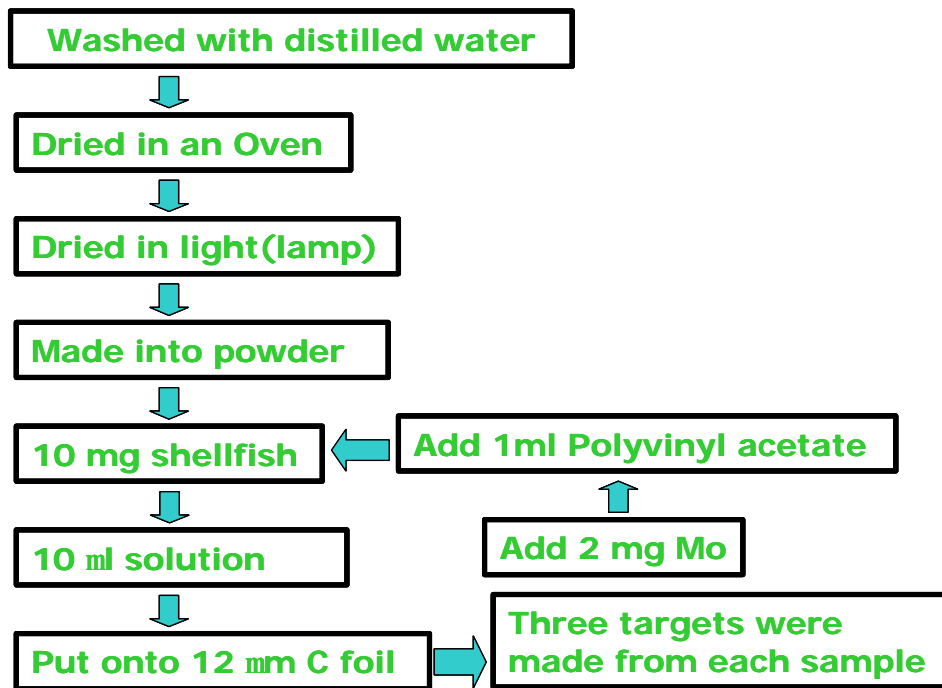 Washed with distilled water
Dried in an Oven
Dried in light(lamp)
Made into powder
10 mg shellfish
Add 1ml Polyvinyl acetate
Add 2 mg Mo
10 ml solution
Put onto 12 mm C foil
Three targets were
made from each sample